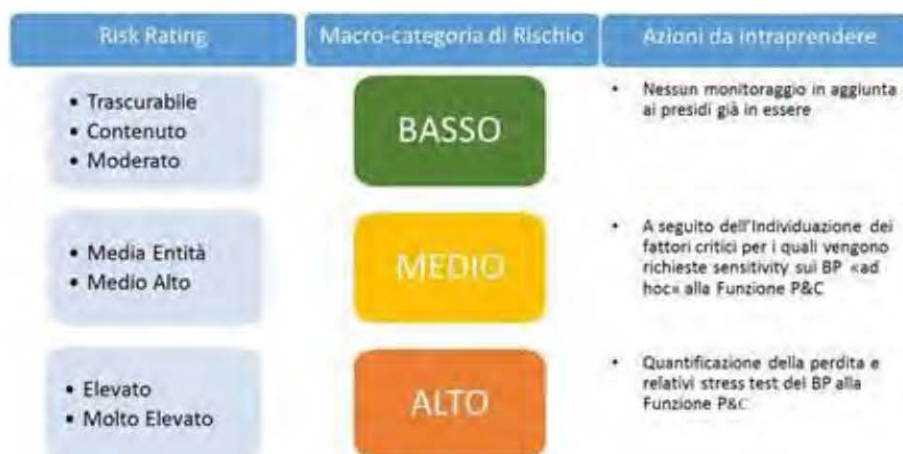 Risk Rating
Macro-categoria di Rischio
Azioni da intraprendere
• Trascurabile
• Contenuto
• Moderato
BASSO
• Nessun monitoraggio in aggiunta
ai presidi già in essere
• Media Entità
• Medio Alto
MEDIO
• A seguito dell'Individuazione dei
fattori critici per i quali vengono
richieste sensitivity sui BP «ad
hoc» alla Funzione P&C
• Elevato
• Molto Elevato
ALTO
• Quantificazione della perdita e
relativi stress test del BP alla
Funzione P&C